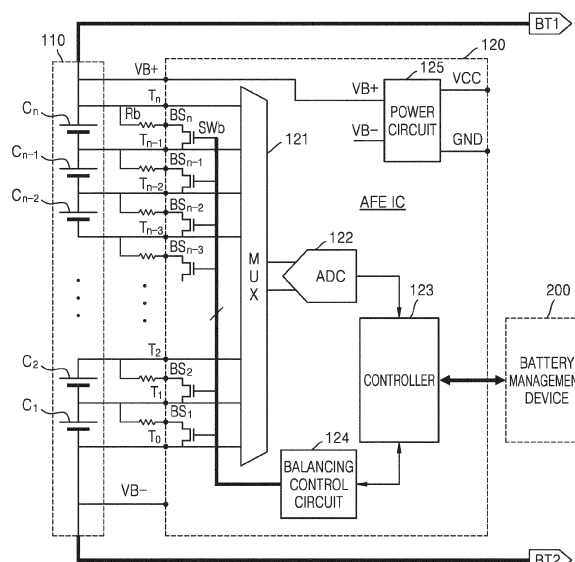 BT1
110
120
VB+
125
VCC
Tn
VB+
Cn
Rb
BSn
SWb
POWER
CIRCUIT
121
Tn-1
VB-
GND
Cn-1
BSn-1
Tn-2
AFE IC
Cn-2
BSn-2
Tn-3
122
BSn-3
MUX
ADC
123
200
T2
C2
BS2
CONTROLLER
BATTERY
MANAGEMEN
DEVICE
T1
C1
BS1
124
T0
BALANCING
CONTROL
CIRCUIT
VB-
BT2